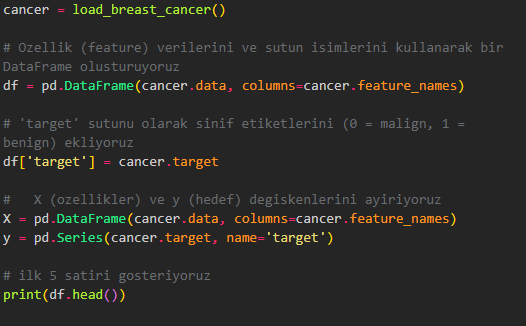 cancer = load_breast_cancer()
# Ozellik (feature) verilerini ve sutun isimlerini kullanarak bir
DataFrame olusturuyoruz
df = pd.DataFrame(cancer.data, columns=cancer.feature_names)
# 'target' sutunu olarak sinif etiketlerini (0 = malign, 1 =
benign) ekliyoruz
df['target'] = cancer.target
#   X (ozellikler) ve y (hedef) degiskenlerini ayiriyoruz
X = pd.DataFrame(cancer.data, columns=cancer.feature_names)
y = pd.Series(cancer.target, name='target')
# ilk 5 satiri gosteriyoruz
print(df.head())